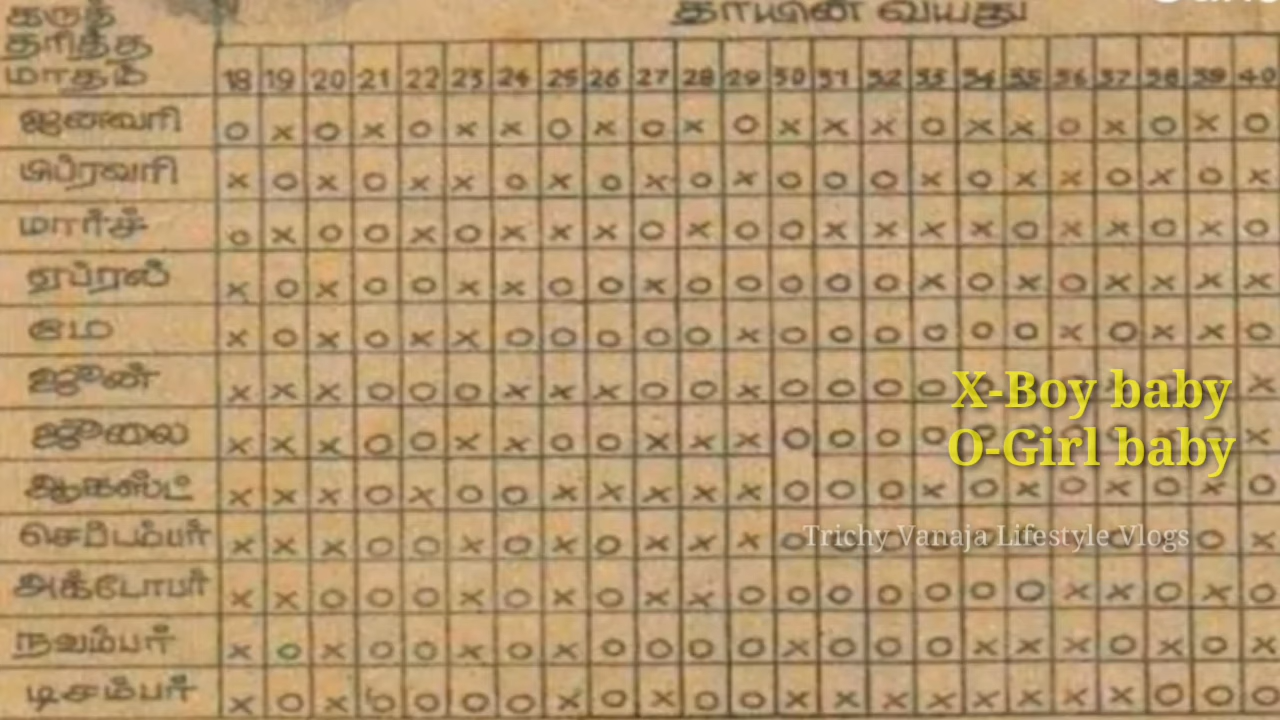 தாயின் வயது
கருத்
தரித்த
மாதம் 18 19 20 21 22 23 24 25 26 27 28 29 30 31 32 33 34 35 36 37 38 39 40
ஜனவரி O X O X O X X O X O X O X X X O X X O X O X O
பிப்ரவரி X O X O X X O X O X O X O O O X O X X O X O X
மார்ச் O X O O X O X X X O X O O X X X X O X X O X O
ஏப்ரல் X O X O O X X O O X O O O O O X O X O X X X X
மே X O X O X X O O O O O X O O O O O O X O X X O
ஜூன் X X X O O O X X X O O X O O O O X
ஜூலை X X X O O X X O O X X X O O O O X
ஆகஸ்ட் X X X O X O O X X X X X O O O X O X O X O X O
செப்டம்பர் X X X O O X O X O X X X O O X
அக்டோபர் X X O O O X O X O X X O O O O O O O X X O X O
நவம்பர் X O X O O X O X O O O O X O O O X X X O X O X
டிசம்பர் X O X O O O O X O X O O X X X X X X X X O O O
X-Boy baby
O-Girl baby
Trichy Vanaja Lifestyle Vlogs